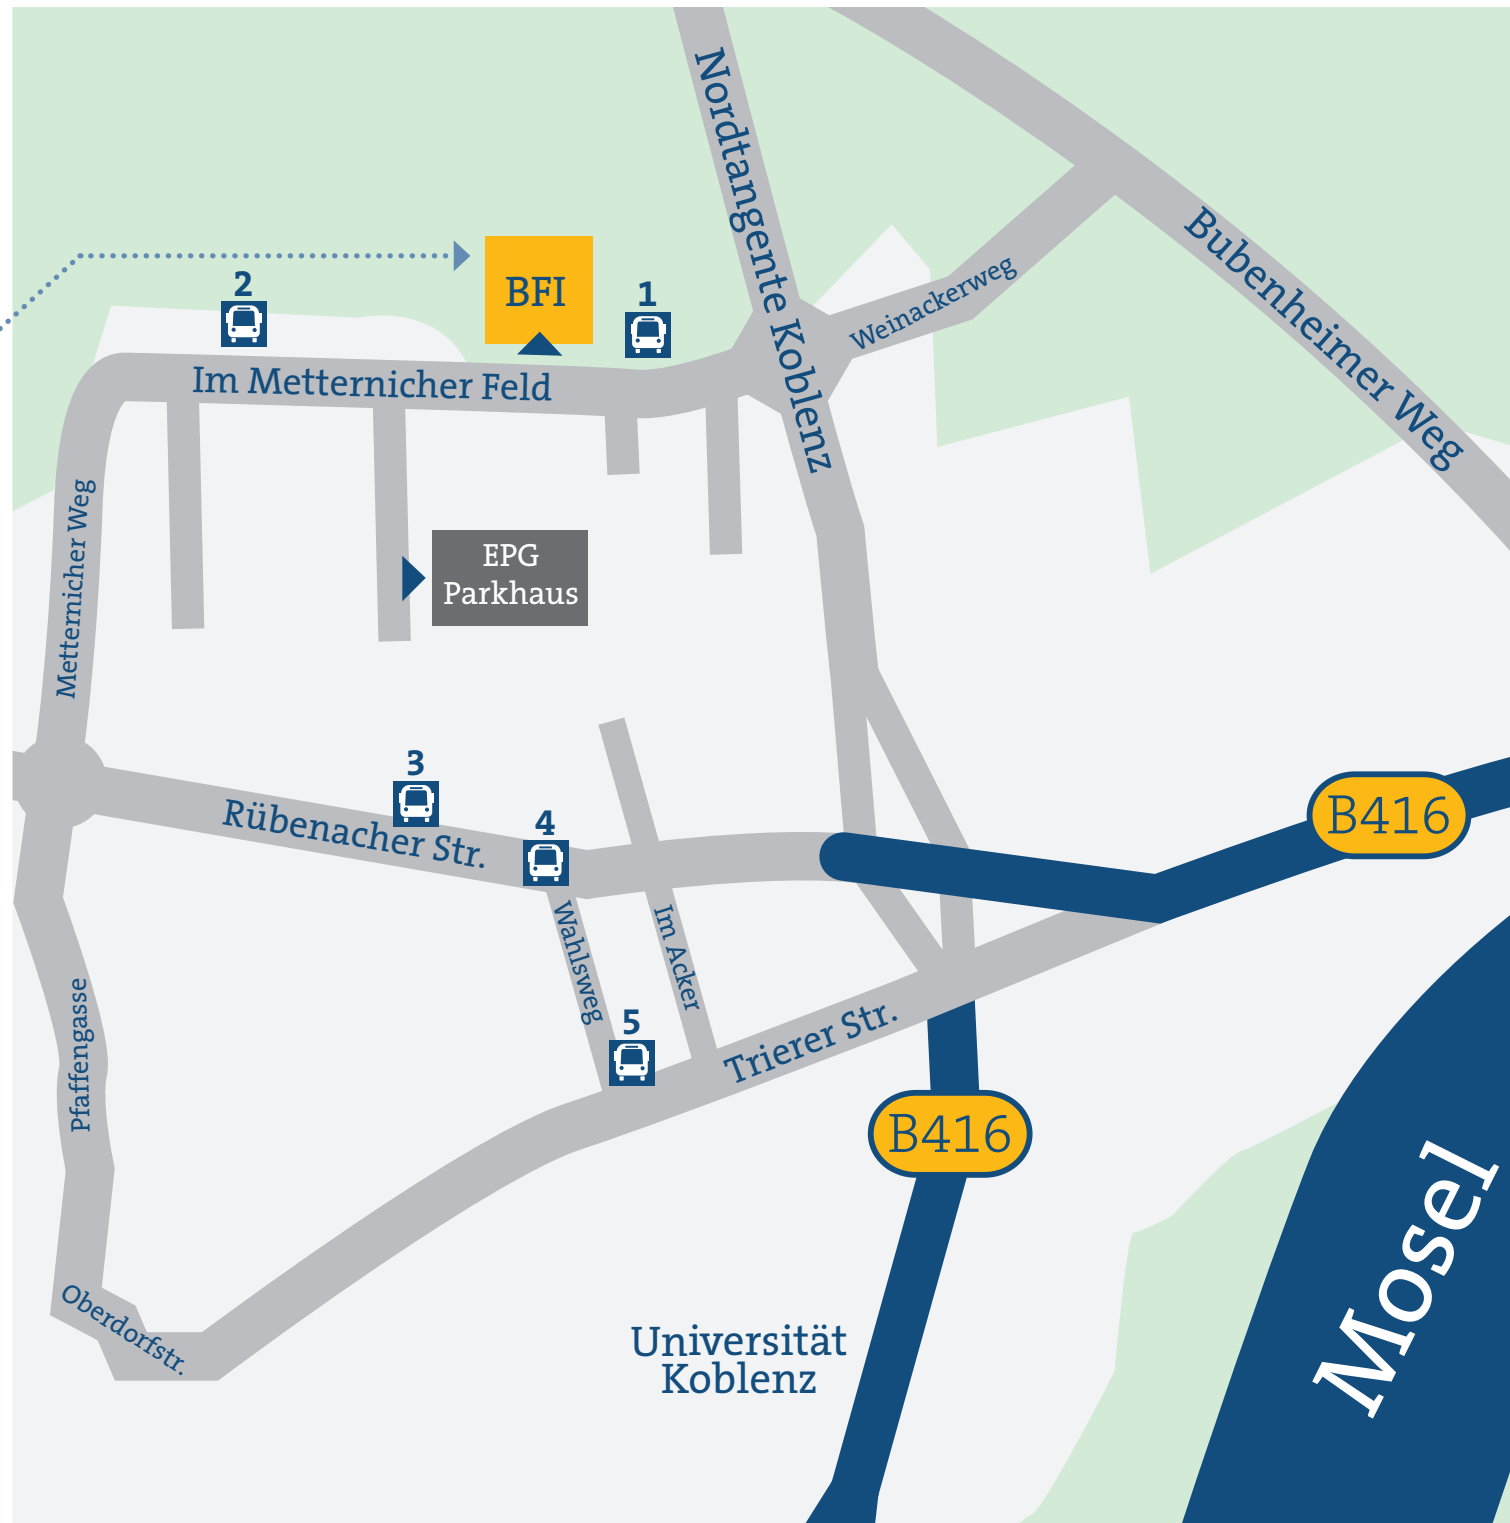 Nordtangente Koblenz
Bubenheimer Weg
Weinackerweg
BFI
2
1
Im Metternicher Feld
Metternicher Weg
EPG
Parkhaus
3
Rübenacher Str.
4
B416
Wahlsweg
Im Acker
Pfaffengasse
5
Trierer Str.
B416
Mosel
Oberdorfstr.
Universität
Koblenz